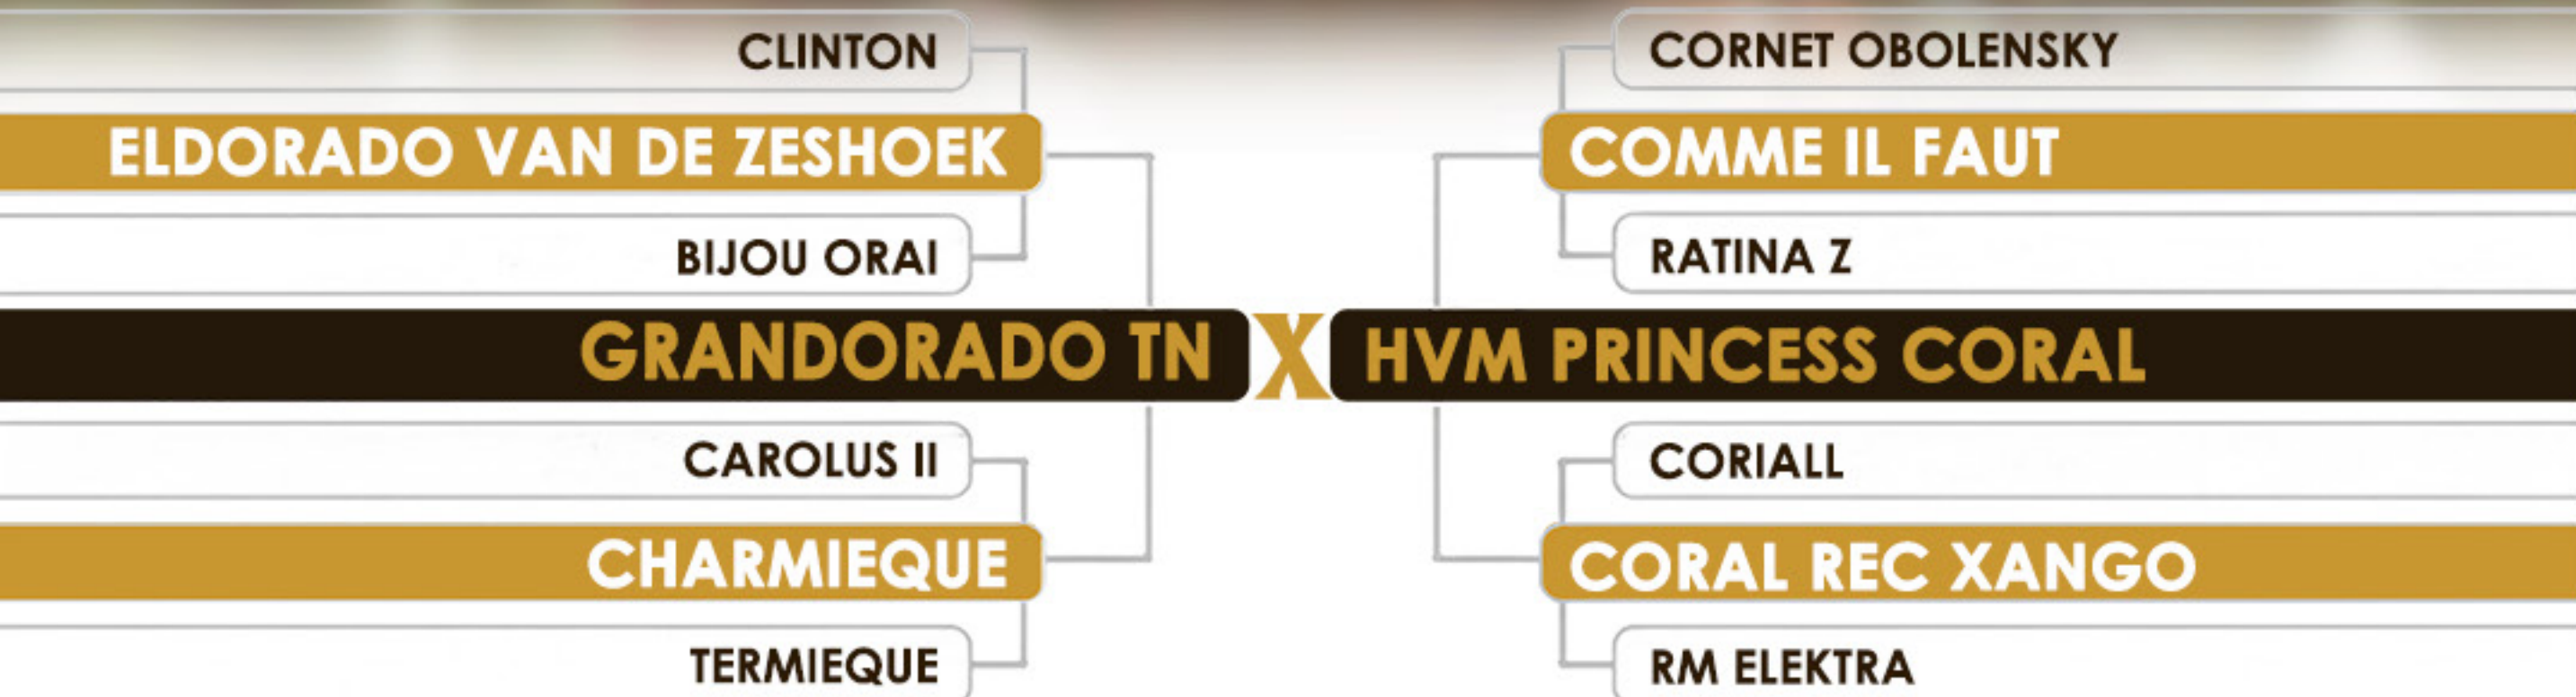 CLINTON
ELDORADO VAN DE ZESHOEK
BIJOU ORAI
GRANDORADO TN
CAROLUS II
CHARMIEQUE
TERMIEQUE
X
CORNET OBOLENSKY
COMME IL FAUT
RATINA Z
HVM PRINCESS CORAL
CORIALL
CORAL REC XANGO
RM ELEKTRA